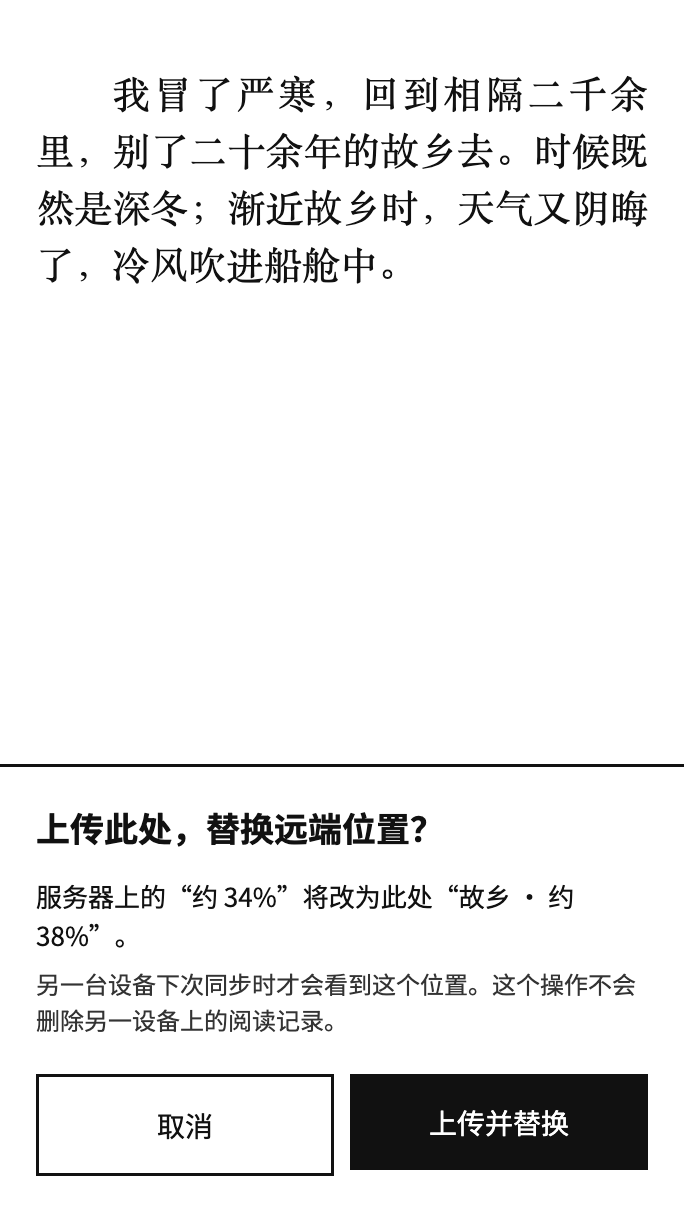 我冒了严寒，回到相隔二千余
里，别了二十余年的故乡去。时候既
然是深冬；渐近故乡时，天气又阴晦
了，冷风吹进船舱中。
上传此处，替换远端位置？
服务器上的“约 34%”将改为此处“故乡 · 约
38%”。
另一台设备下次同步时才会看到这个位置。这个操作不会
删除另一设备上的阅读记录。
取消
上传并替换